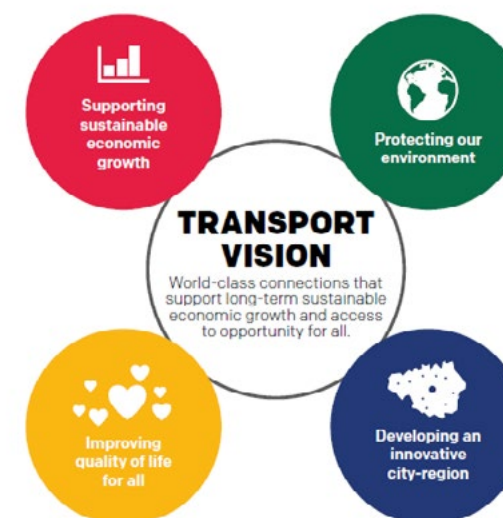 Supporting
sustainable
economic
growth
Protecting our
environment
TRANSPORT
VISION
World-class connections that
support long-term sustainable
economic growth and access
to opportunity for all.
Improving
quality of life
for all
Developing an
innovative
city-region